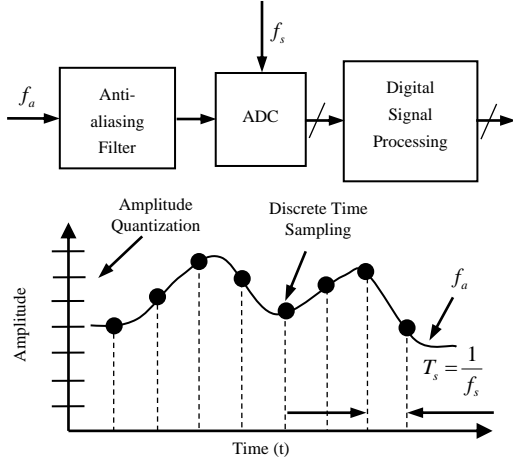 f_s
f_a
Anti-
aliasing
Filter
ADC
Digital
Signal
Processing
Amplitude
Quantization
Discrete Time
Sampling
f_a
T_s = 1/f_s
Amplitude
Time (t)